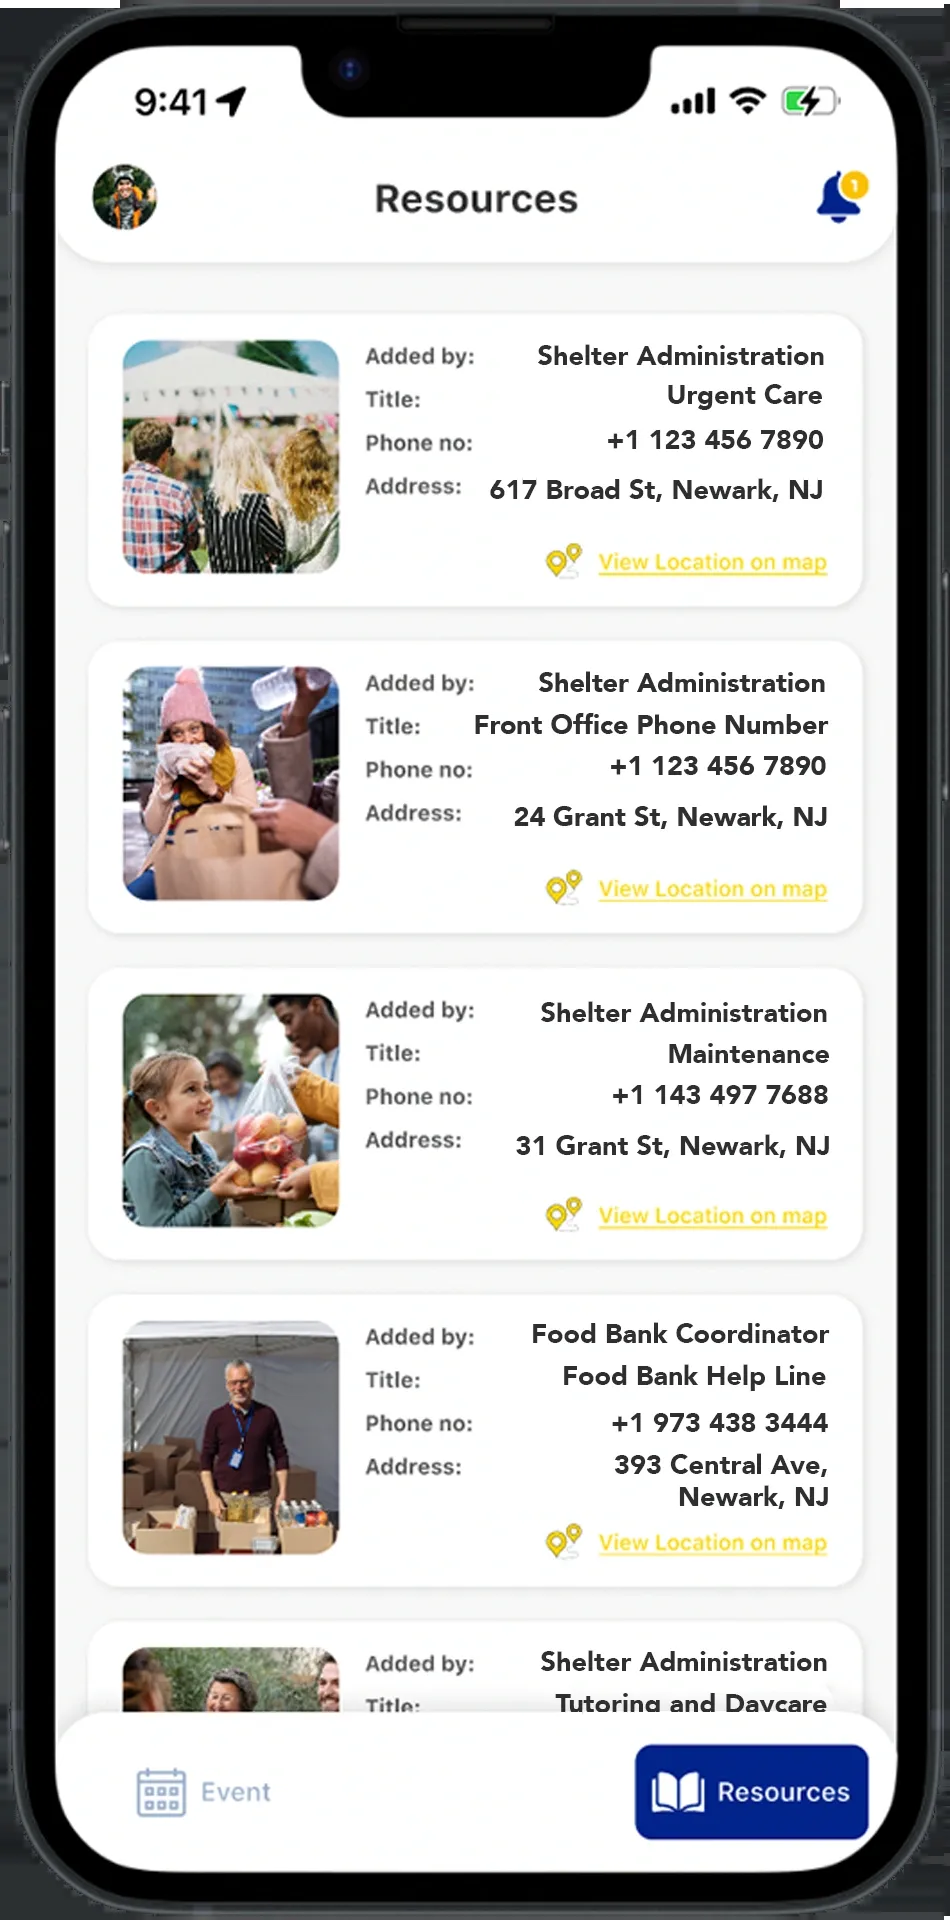 9:41
Resources
1
Added by: Shelter Administration
Title: Urgent Care
Phone no: +1 123 456 7890
Address: 617 Broad St, Newark, NJ
View Location on map
Added by: Shelter Administration
Title: Front Office Phone Number
Phone no: +1 123 456 7890
Address: 24 Grant St, Newark, NJ
View Location on map
Added by: Shelter Administration
Title: Maintenance
Phone no: +1 143 497 7688
Address: 31 Grant St, Newark, NJ
View Location on map
Added by: Food Bank Coordinator
Title: Food Bank Help Line
Phone no: +1 973 438 3444
Address: 393 Central Ave,
Newark, NJ
View Location on map
Added by: Shelter Administration
Title: Tutoring and Daycare
Event
Resources